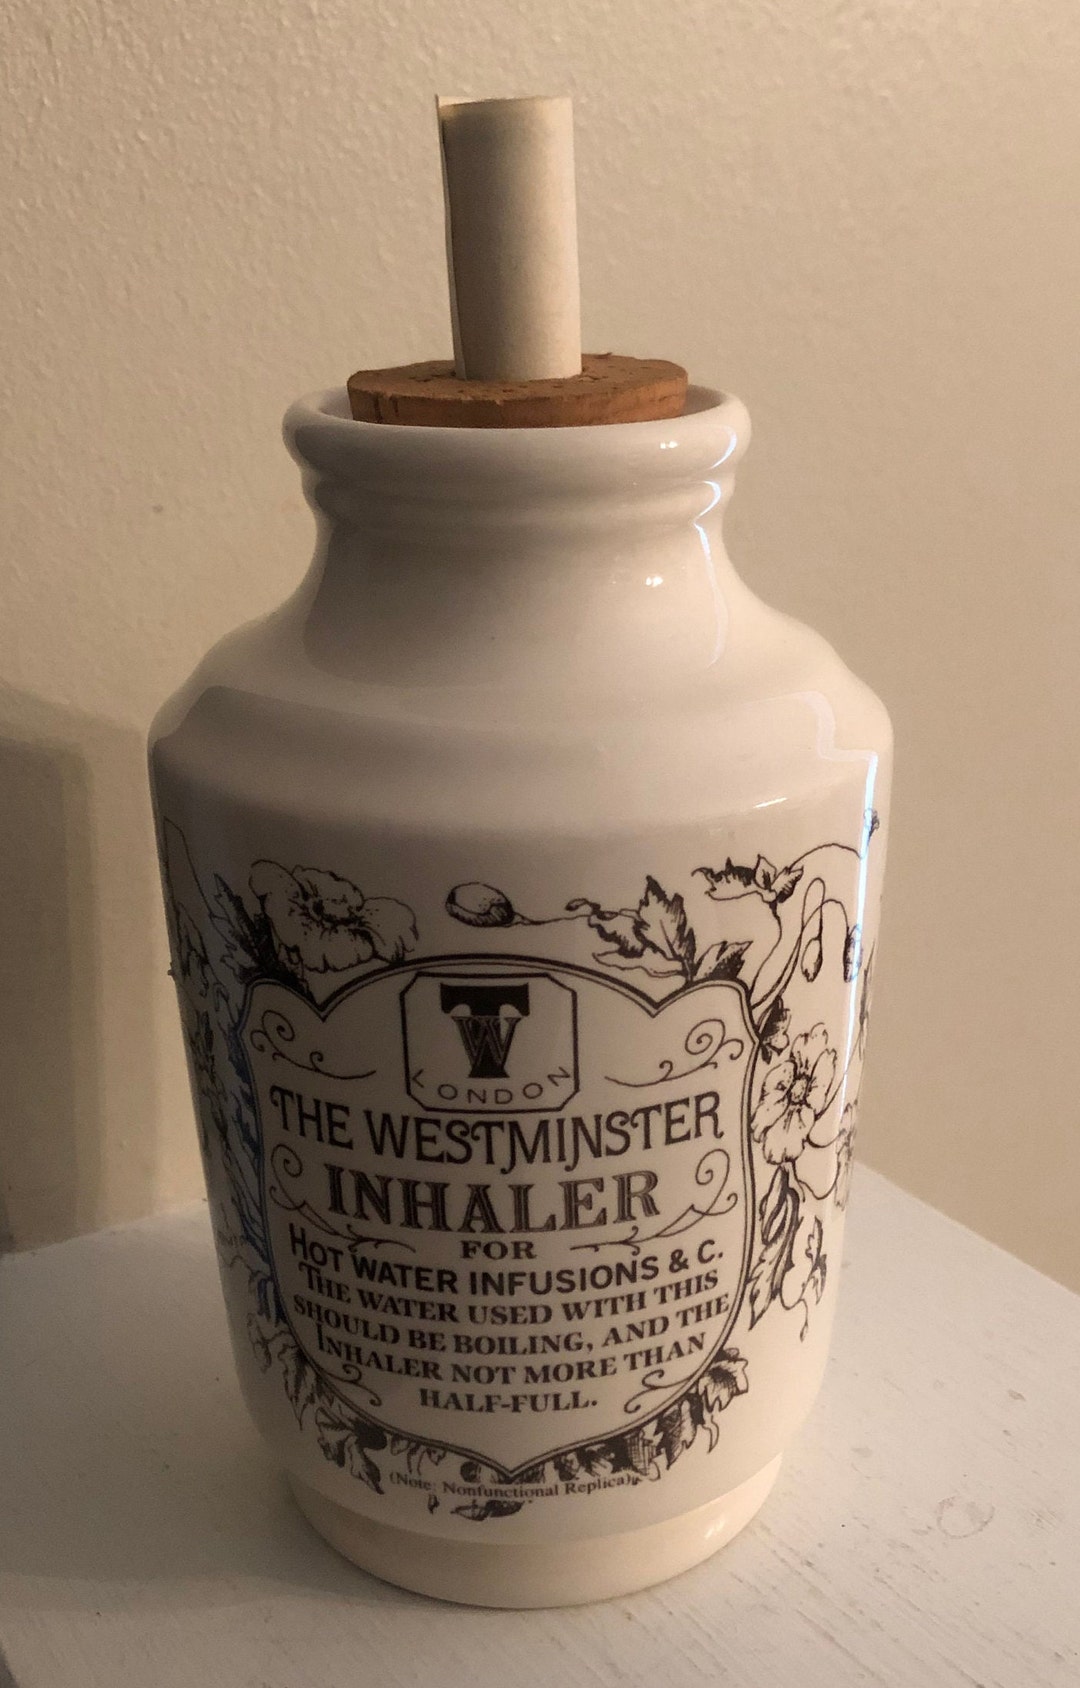 TW
LONDON
THE WESTMINSTER
INHALER
FOR
HOT WATER INFUSIONS & C.
THE WATER USED WITH THIS
SHOULD BE BOILING, AND THE
INHALER NOT MORE THAN
HALF-FULL.
(Note: Nonfunctional Replica)